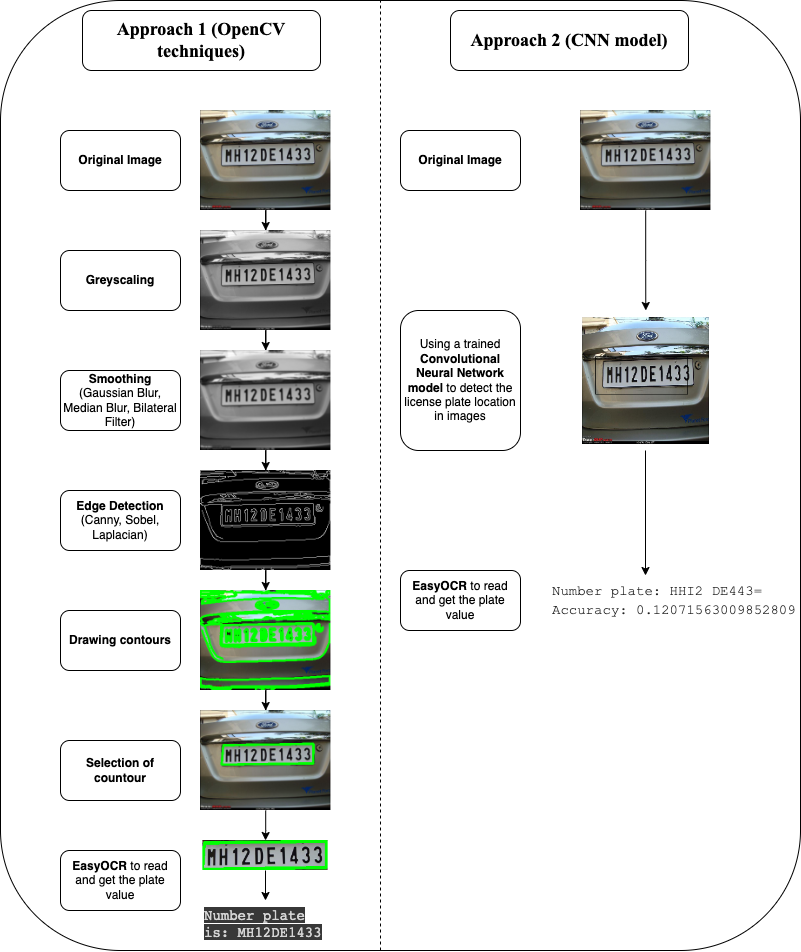 Approach 1 (OpenCV
techniques)
Original Image
MH12DE1433
Greyscaling
MH12DE1433
Smoothing
(Gaussian Blur,
Median Blur, Bilateral
Filter)
MH12DE1433
Edge Detection
(Canny, Sobel,
Laplacian)
MH12DE1433
Drawing contours
MH12DE1433
Selection of
countour
MH12DE1433
EasyOCR to read
and get the plate
value
MH12DE1433
Number plate
is: MH12DE1433
Approach 2 (CNN model)
Original Image
Ford
MH12DE1433
Using a trained
Convolutional
Neural Network
model to detect the
license plate location
in images
Ford
MH12DE1433
EasyOCR to read
and get the plate
value
Number plate: HHI2 DE443=
Accuracy: 0.12071563009852809